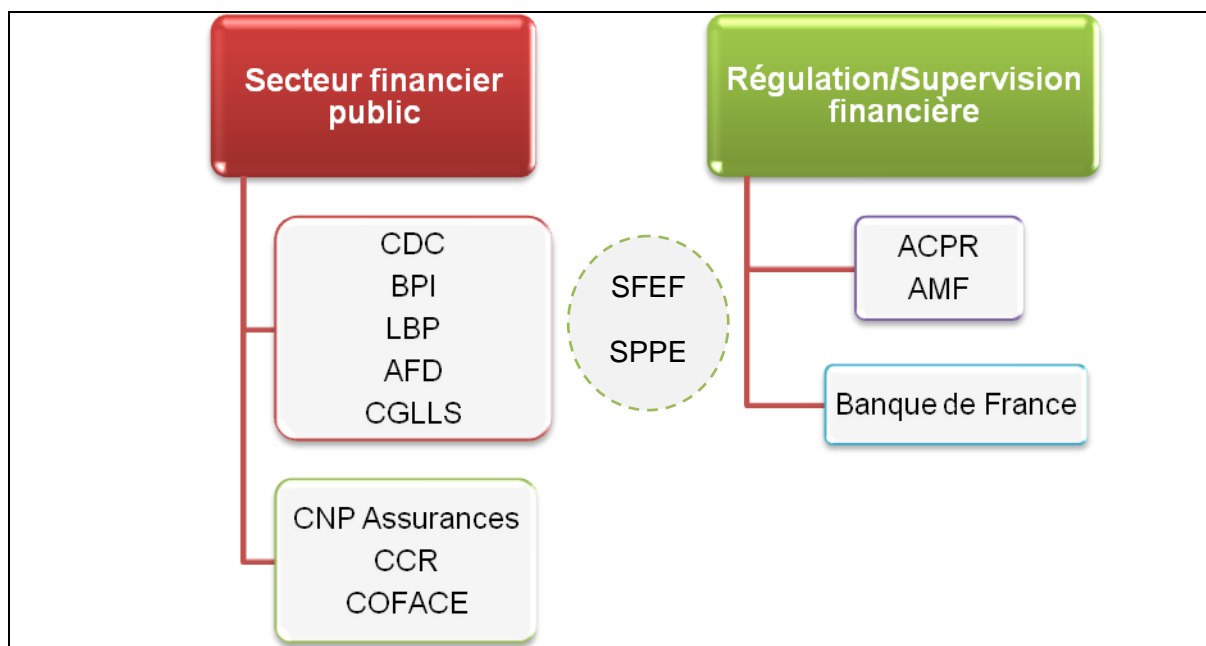 Secteur financier
public
CDC
BPI
LBP
AFD
CGLLS
CNP Assurances
CCR
COFACE
SFEF
SPPE
Régulation/Supervision
financière
ACPR
AMF
Banque de France